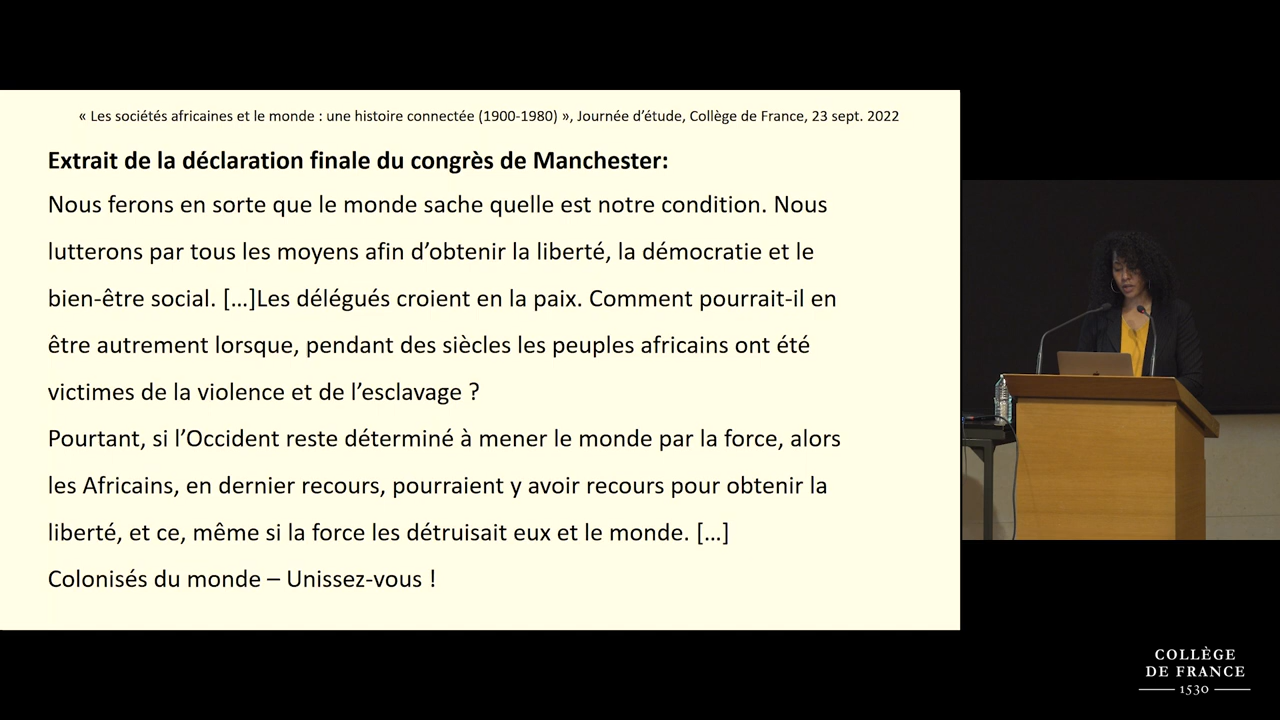 « Les sociétés africaines et le monde : une histoire connectée (1900-1980) », Journée d’étude, Collège de France, 23 sept. 2022
Extrait de la déclaration finale du congrès de Manchester:
Nous ferons en sorte que le monde sache quelle est notre condition. Nous
lutterons par tous les moyens afin d’obtenir la liberté, la démocratie et le
bien-être social. […]Les délégués croient en la paix. Comment pourrait-il en
être autrement lorsque, pendant des siècles les peuples africains ont été
victimes de la violence et de l’esclavage ?
Pourtant, si l’Occident reste déterminé à mener le monde par la force, alors
les Africains, en dernier recours, pourraient y avoir recours pour obtenir la
liberté, et ce, même si la force les détruisait eux et le monde. […]
Colonisés du monde – Unissez-vous !
COLLÈGE
DE FRANCE
1530